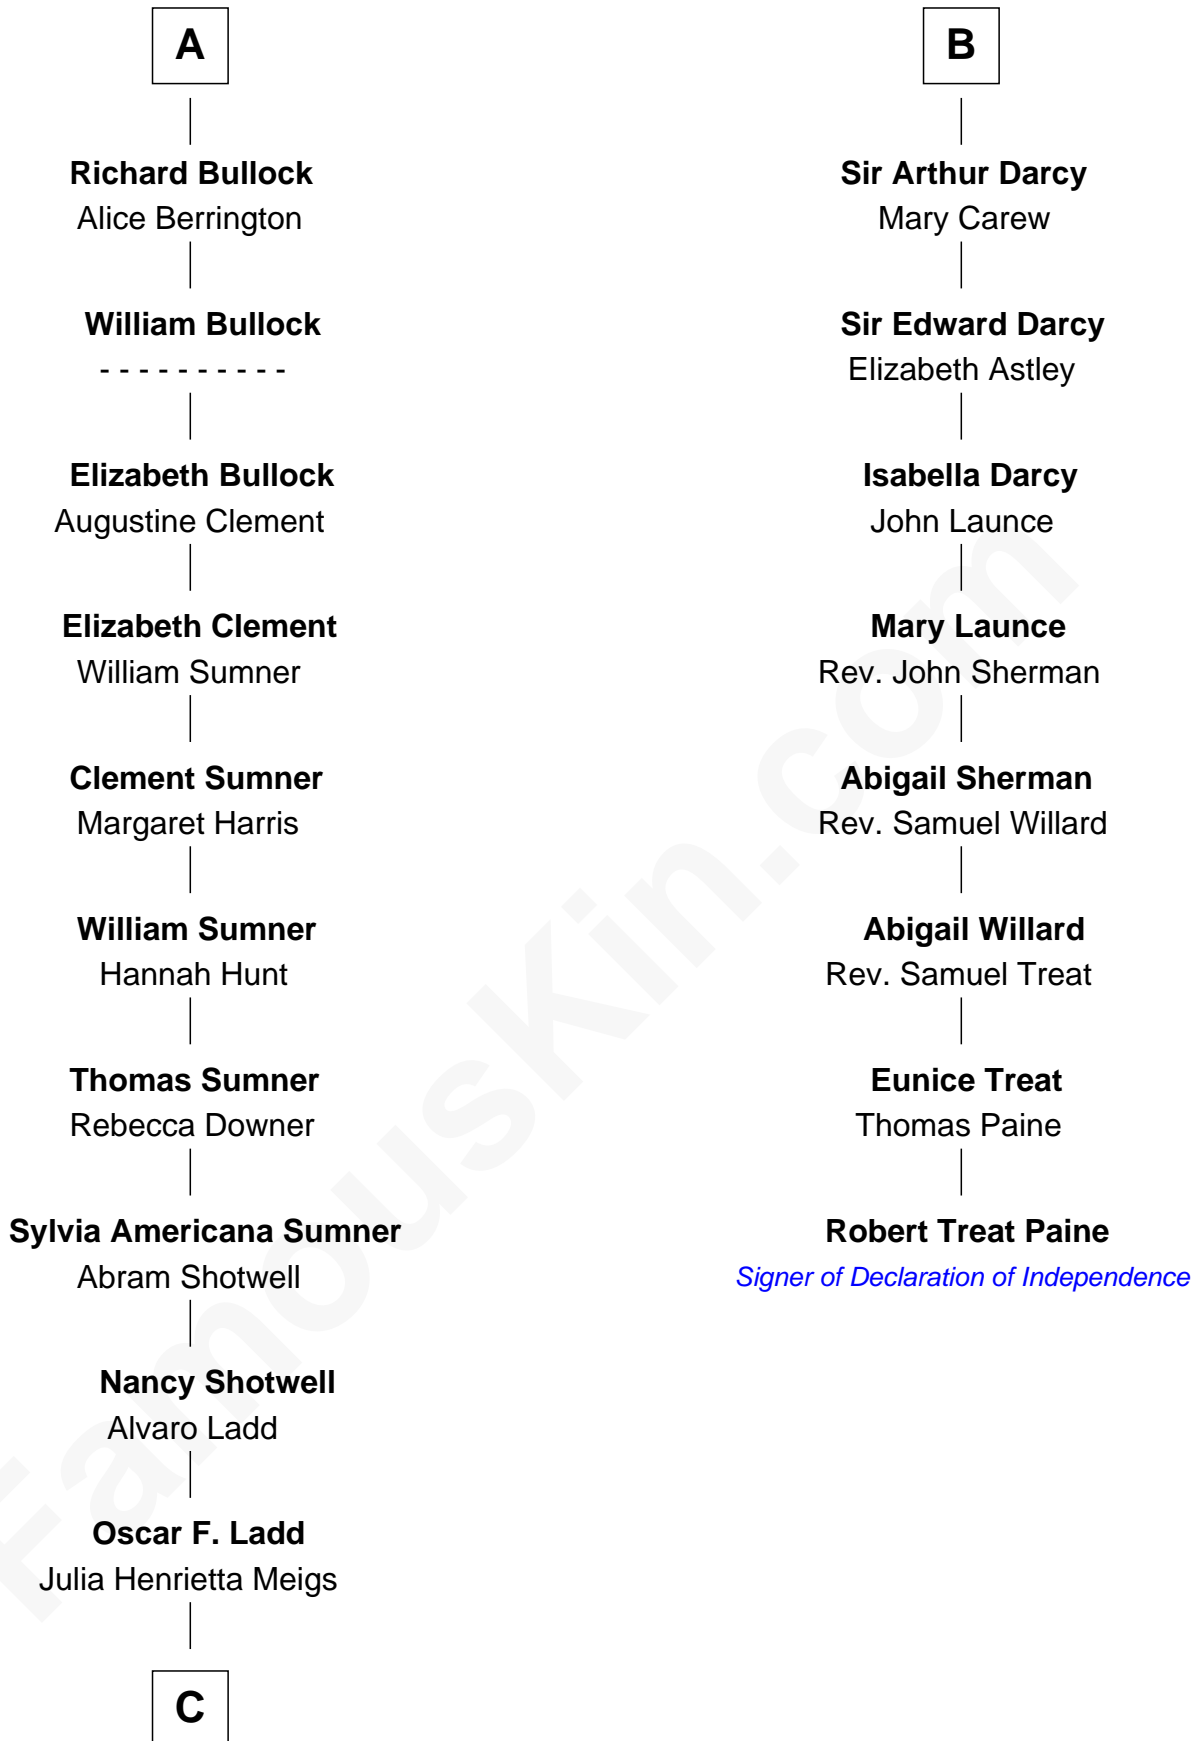 A
Richard Bullock
Alice Berrington
William Bullock
- - - - - - - - - -
Elizabeth Bullock
Augustine Clement
Elizabeth Clement
William Sumner
Clement Sumner
Margaret Harris
William Sumner
Hannah Hunt
Thomas Sumner
Rebecca Downer
Sylvia Americana Sumner
Abram Shotwell
Nancy Shotwell
Alvaro Ladd
Oscar F. Ladd
Julia Henrietta Meigs
C
B
Sir Arthur Darcy
Mary Carew
Sir Edward Darcy
Elizabeth Astley
Isabella Darcy
John Launce
Mary Launce
Rev. John Sherman
Abigail Sherman
Rev. Samuel Willard
Abigail Willard
Rev. Samuel Treat
Eunice Treat
Thomas Paine
Robert Treat Paine
Signer of Declaration of Independence
FamousKin.com